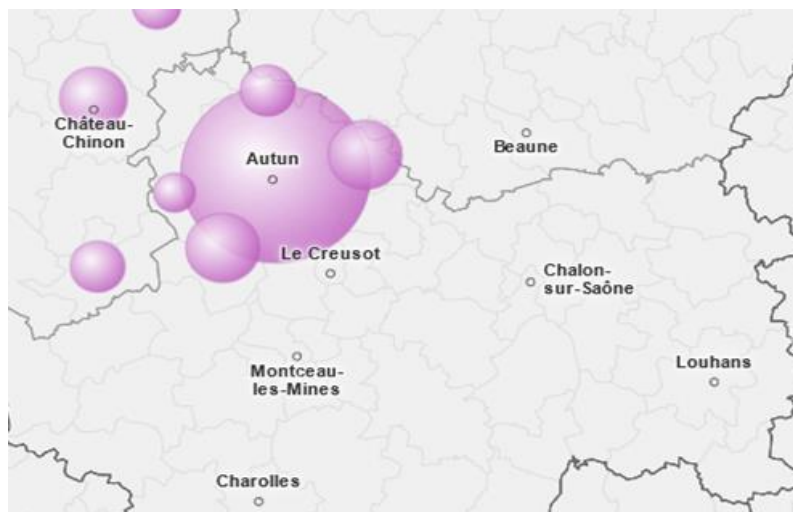 Château-
Chinon
Autun
Beaune
Le Creusot
Chalon-
sur-Saône
Montceau-
les-Mines
Louhans
Charolles